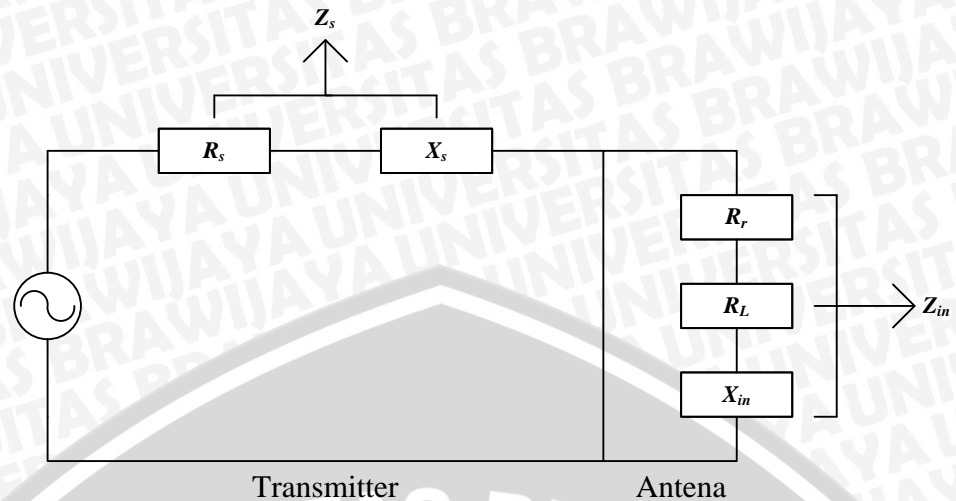 Z_s
R_s
X_s
R_r
R_L
Z_in
X_in
Transmitter
Antena